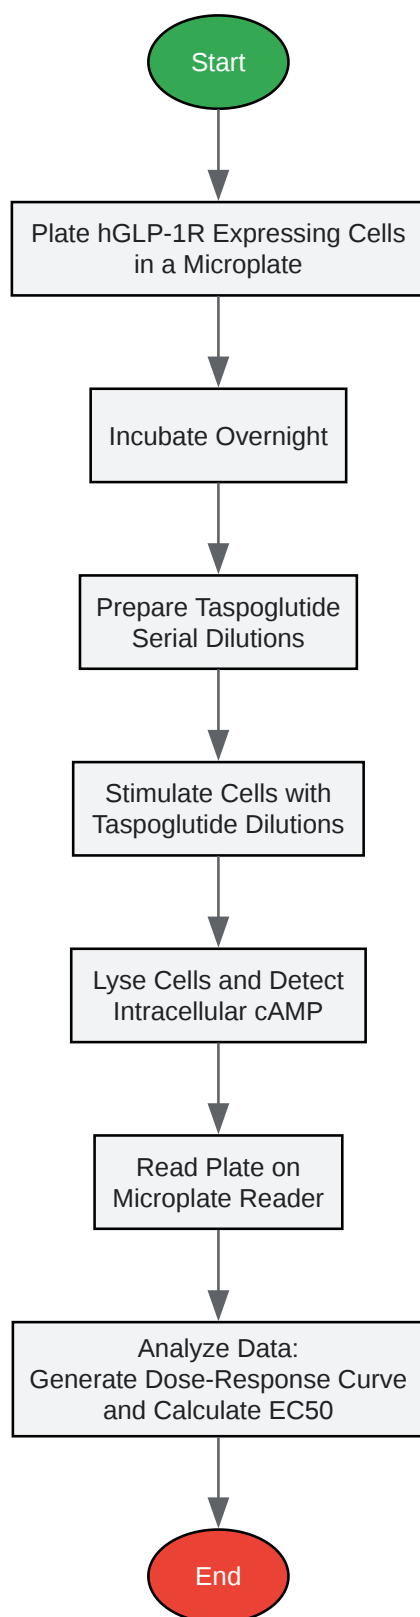 Start
Plate hGLP-1R Expressing Cells
in a Microplate
Incubate Overnight
Prepare Taspoglutide
Serial Dilutions
Stimulate Cells with
Taspoglutide Dilutions
Lyse Cells and Detect
Intracellular cAMP
Read Plate on
Microplate Reader
Analyze Data:
Generate Dose-Response Curve
and Calculate EC50
End